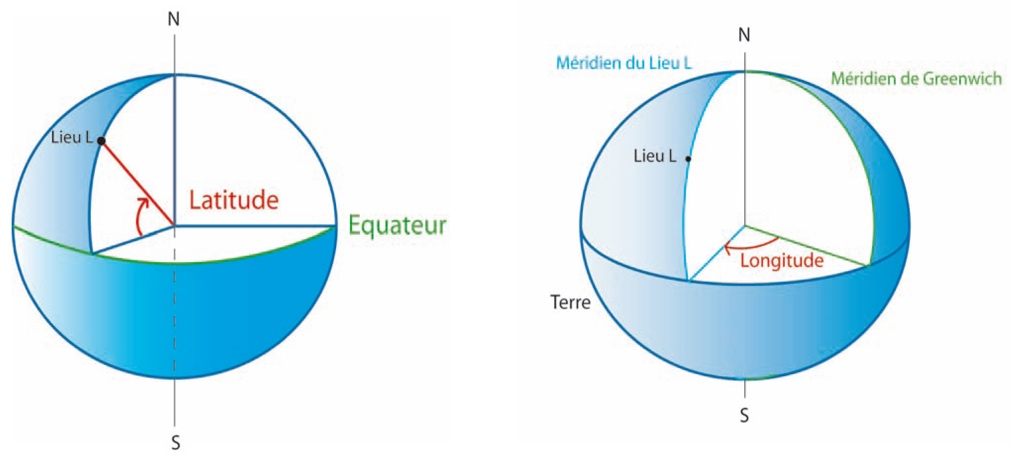 N
Lieu L
Latitude
Equateur
S
N
Méridien du Lieu L
Méridien de Greenwich
Lieu L
Longitude
Terre
S